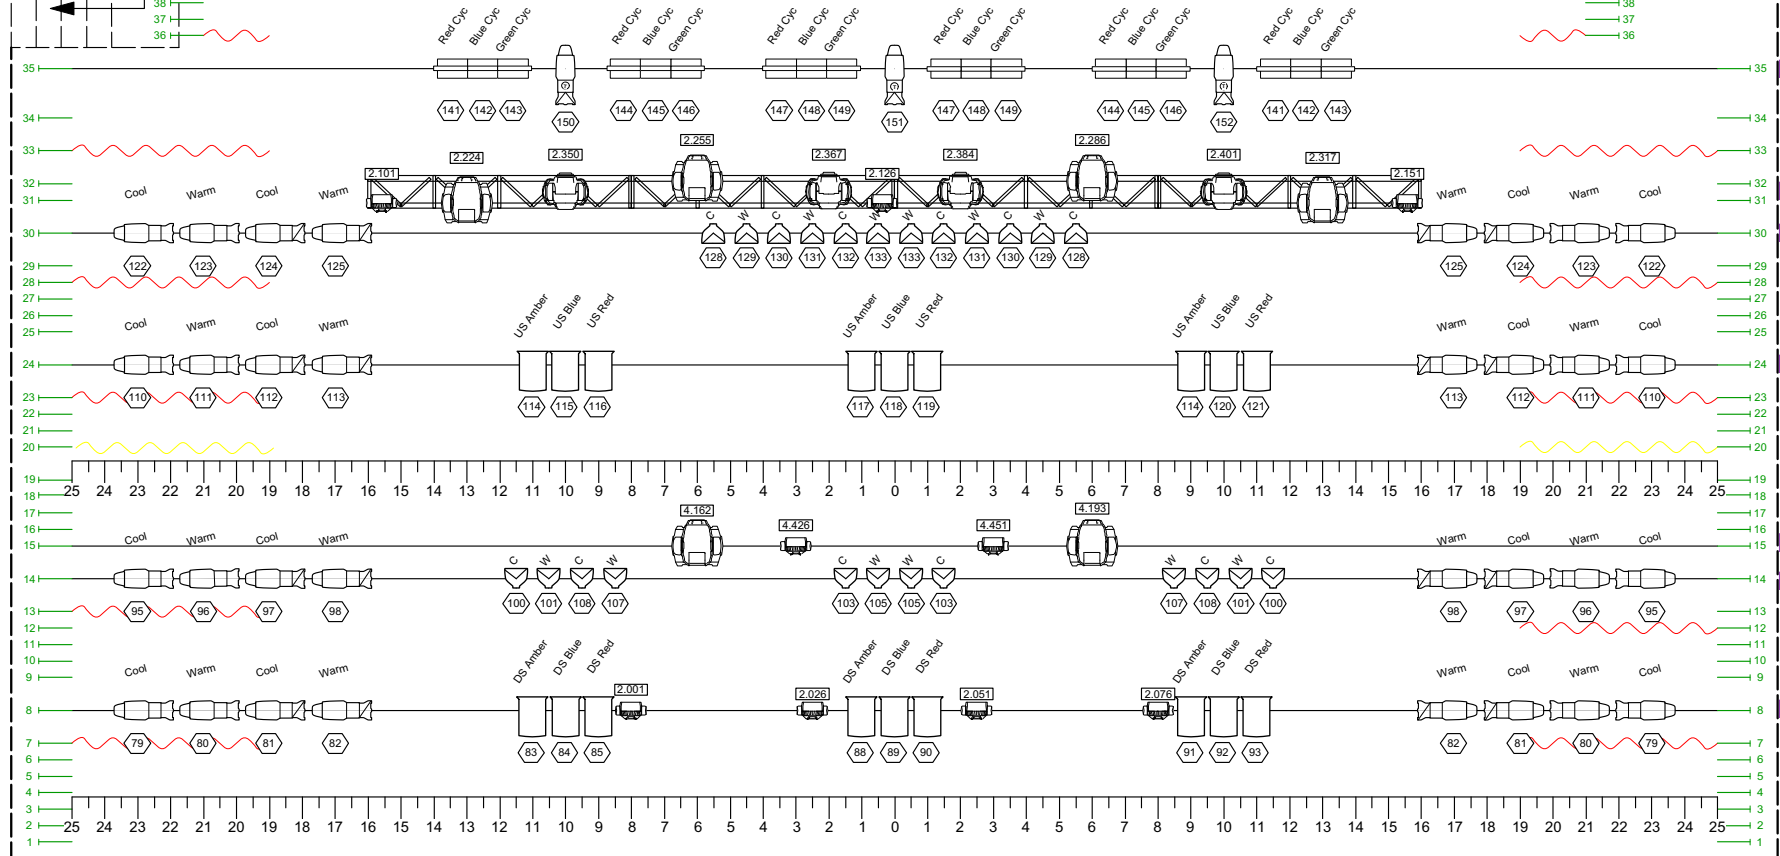 38 38
37 37
36 36
Red Cyc Blue Cyc Green Cyc Red Cyc Blue Cyc Green Cyc Red Cyc Blue Cyc Green Cyc Red Cyc Blue Cyc Green Cyc Red Cyc Blue Cyc Green Cyc Red Cyc Blue Cyc Green Cyc
35 T T T 35
141 142 143 150 144 145 146 147 148 149 151 147 148 149 144 145 146 152 141 142 143
34 34
33 2.255 2.286 33
2.224 2.350 2.367 2.384 2.401 2.317
2.101 2.126 2.151
32 Cool Warm Cool Warm Warm Cool Warm Cool 32
31 31
C W C W C W W C W C W C
30 30
128 129 130 131 132 133 133 132 131 130 129 128
29 122 123 124 125 125 124 123 122 29
28 28
27 27
26 26
US Amber US Blue US Red US Amber US Blue US Red US Amber US Blue US Red
25 Cool Warm Cool Warm Warm Cool Warm Cool 25
24 24
23 110 111 112 113 113 112 111 110 23
114 115 116 117 118 119 114 120 121
22 22
21 21
20 20
19 19
25 24 23 22 21 20 19 18 17 16 15 14 13 12 11 10 9 8 7 6 5 4 3 2 1 0 1 2 3 4 5 6 7 8 9 10 11 12 13 14 15 16 17 18 19 20 21 22 23 24 25
18 18
17 4.162 4.193 17
16 4.426 4.451 16
Cool Warm Cool Warm Warm Cool Warm Cool
15 15
C W C W C W W C W C W C
14 14
100 101 108 107 103 105 105 103 107 108 101 100
13 95 96 97 98 98 97 96 95 13
12 12
11 11
DS Amber DS Blue DS Red DS Amber DS Blue DS Red DS Amber DS Blue DS Red
10 10
9 Cool Warm Cool Warm Warm Cool Warm Cool 9
2.001 2.026 2.051 2.076
8 8
7 79 80 81 82 82 81 80 79 7
83 84 85 88 89 90 91 92 93
6 6
5 5
4 4
3 3
2 2
25 24 23 22 21 20 19 18 17 16 15 14 13 12 11 10 9 8 7 6 5 4 3 2 1 0 1 2 3 4 5 6 7 8 9 10 11 12 13 14 15 16 17 18 19 20 21 22 23 24 25
1 1